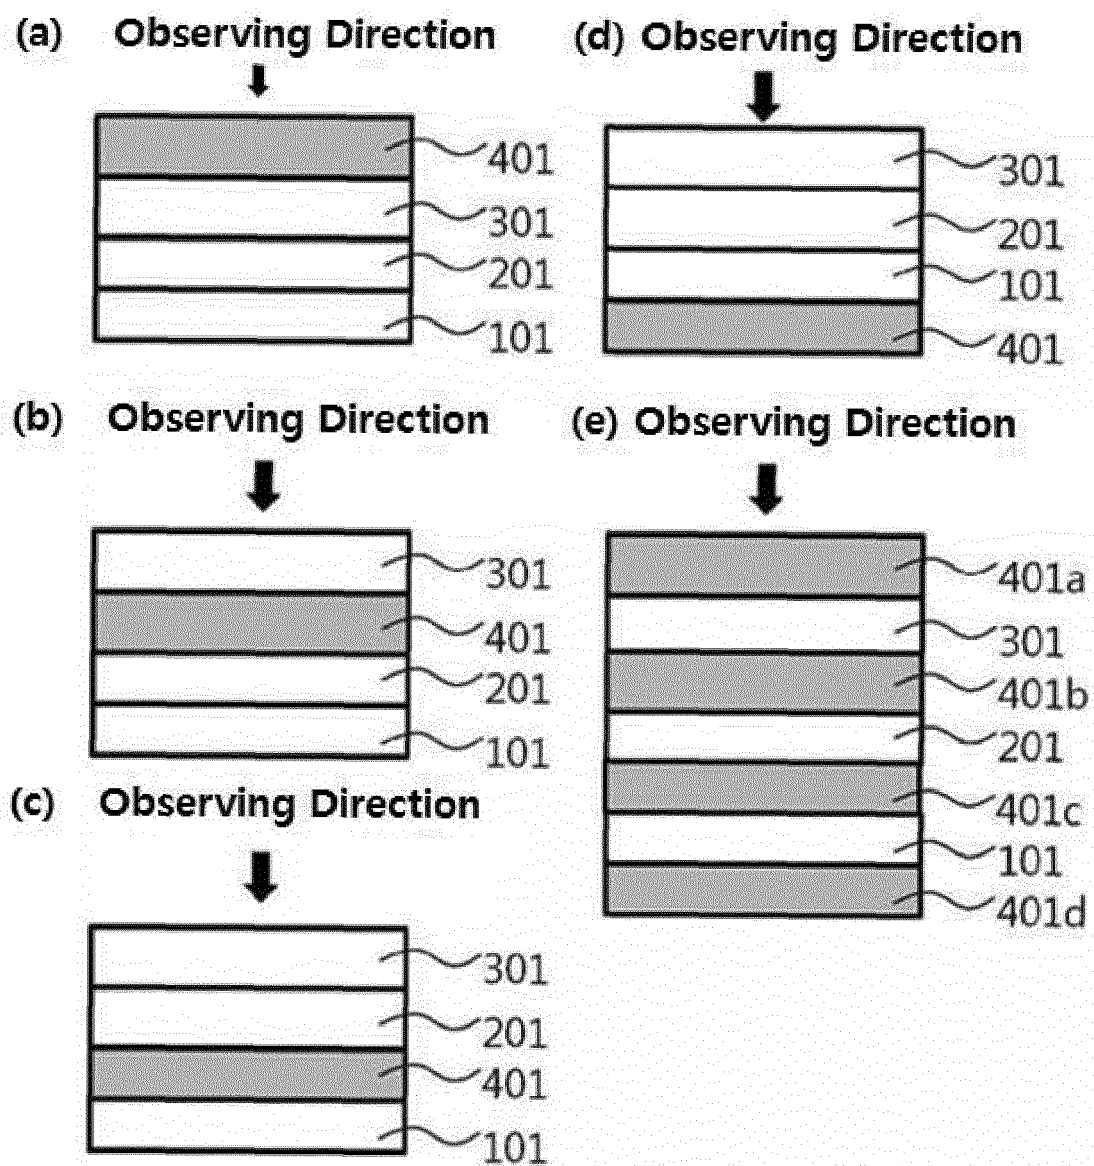 (a) Observing Direction
401
301
201
101
(b) Observing Direction
301
401
201
101
(c) Observing Direction
301
201
401
101
(d) Observing Direction
301
201
101
401
(e) Observing Direction
401a
301
401b
201
401c
101
401d